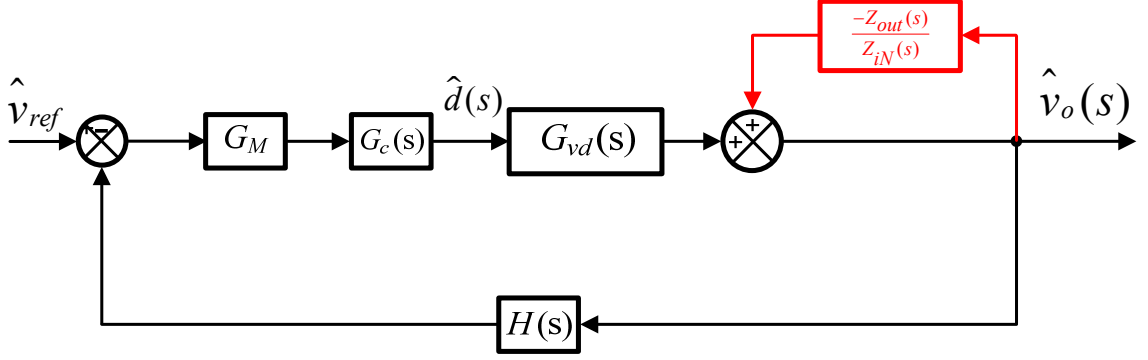 -Z_out(s)
Z_iN(s)
v̂_ref
+ -
G_M
G_c(s)
d̂(s)
G_vd(s)
+
+
v̂_o(s)
H(s)